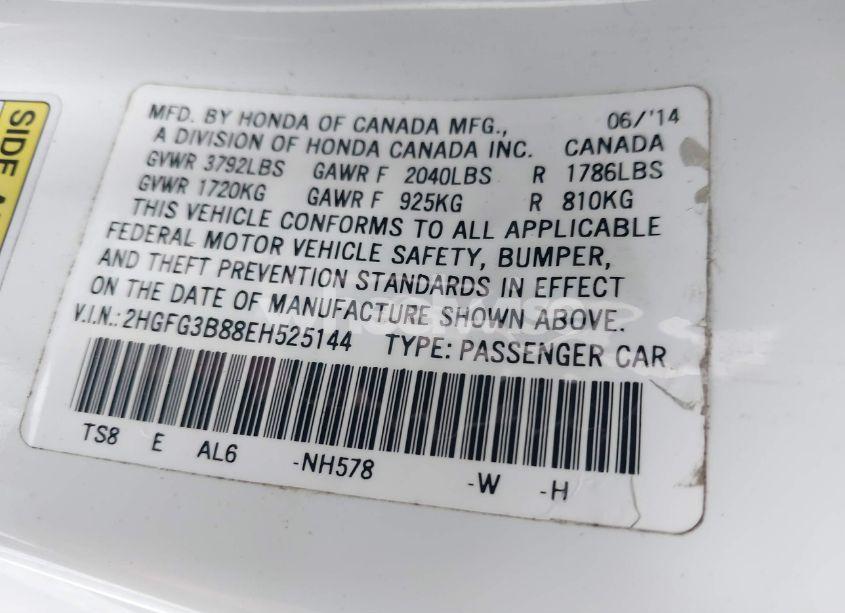 SIDE
MFD. BY HONDA OF CANADA MFG., 06/'14
A DIVISION OF HONDA CANADA INC. CANADA
GVWR 3792LBS GAWR F 2040LBS R 1786LBS
GVWR 1720KG GAWR F 925KG R 810KG
THIS VEHICLE CONFORMS TO ALL APPLICABLE
FEDERAL MOTOR VEHICLE SAFETY, BUMPER,
AND THEFT PREVENTION STANDARDS IN EFFECT
ON THE DATE OF MANUFACTURE SHOWN ABOVE.
V.I.N.: 2HGFG3B88EH525144 TYPE: PASSENGER CAR
TS8 E AL6 -NH578 -W -H